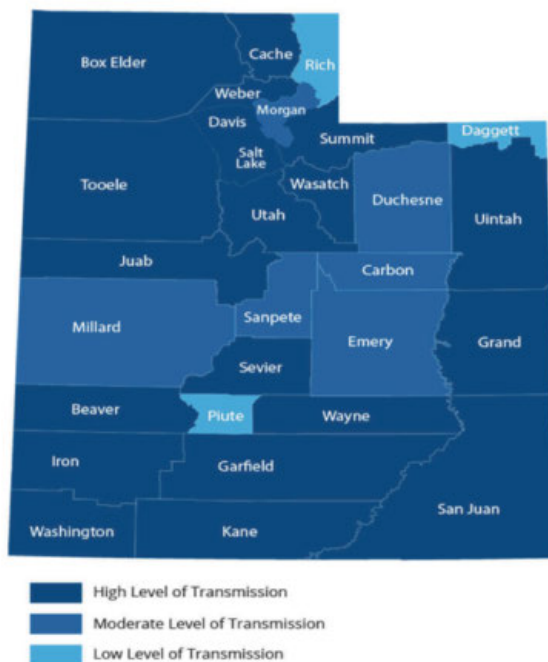 Cache
Box Elder
Rich
Weber
Morgan
Davis
Summit
Daggett
Salt
Lake
Tooele
Wasatch
Duchesne
Utah
Uintah
Juab
Carbon
Millard
Sanpete
Emery
Grand
Sevier
Beaver
Piute
Wayne
Iron
Garfield
San Juan
Washington
Kane
High Level of Transmission
Moderate Level of Transmission
Low Level of Transmission